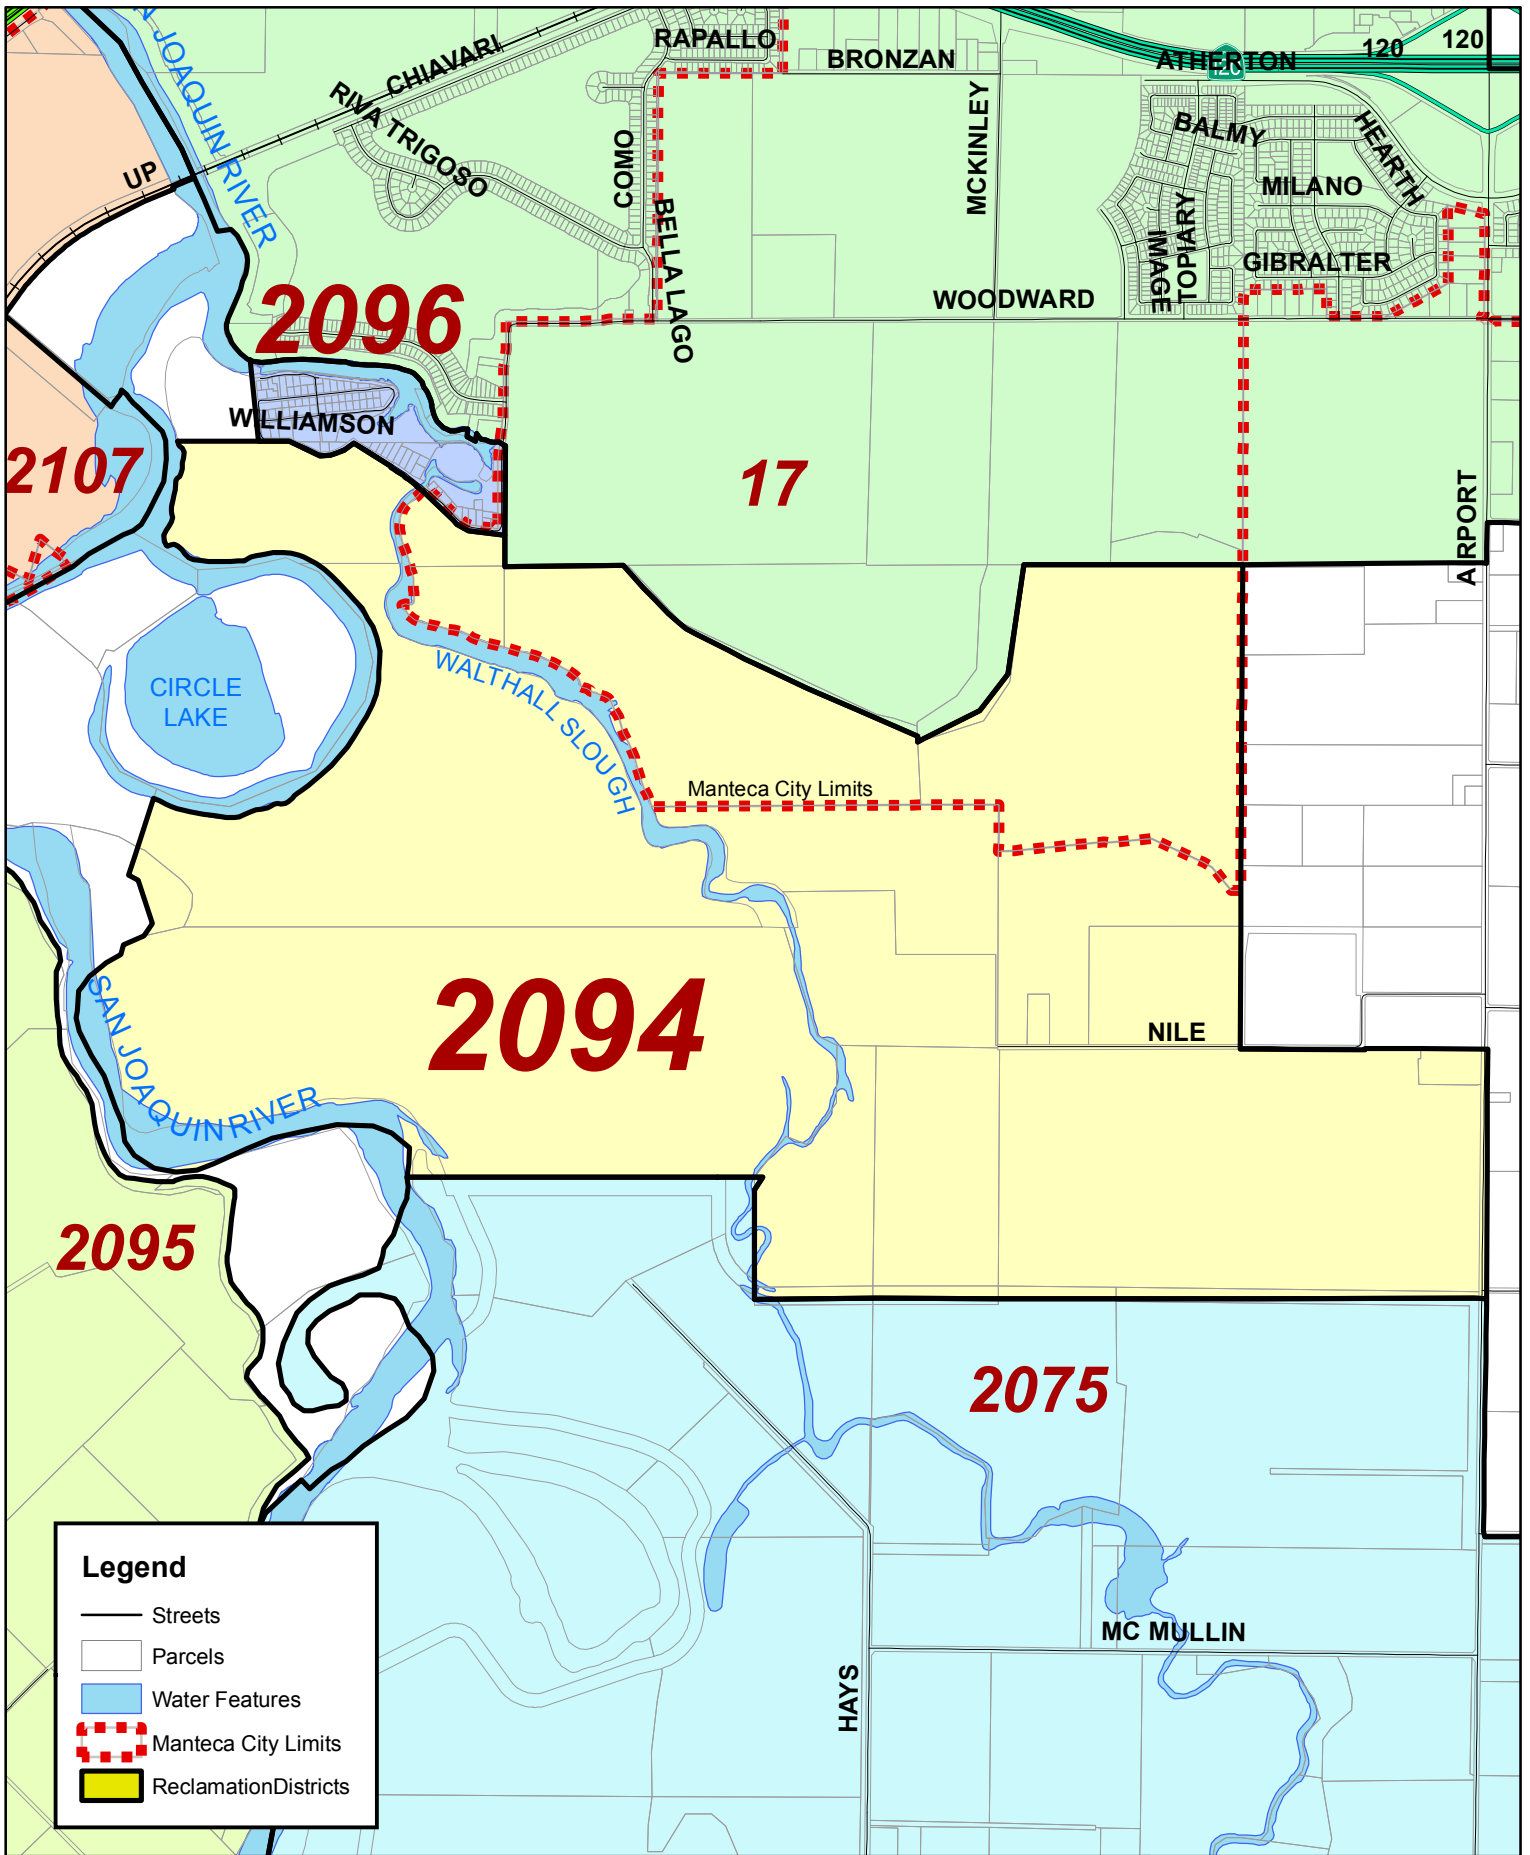 N JOAQUIN RIVER
CHIAVARI
RAPALLO
BRONZAN
ATHERTON
120
120
120
RIVA TRIGOSO
UP
COMO
BELLA LAGO
MCKINLEY
BALMY
HEARTH
MILANO
IMAGE
TOPIARY
GIBRALTER
WOODWARD
2096
WILLIAMSON
2107
17
AIRPORT
CIRCLE
LAKE
WALTHALL SLOUGH
Manteca City Limits
2094
SAN JOAQUIN RIVER
NILE
2095
2075
MC MULLIN
HAYS
Legend
Streets
Parcels
Water Features
Manteca City Limits
ReclamationDistricts